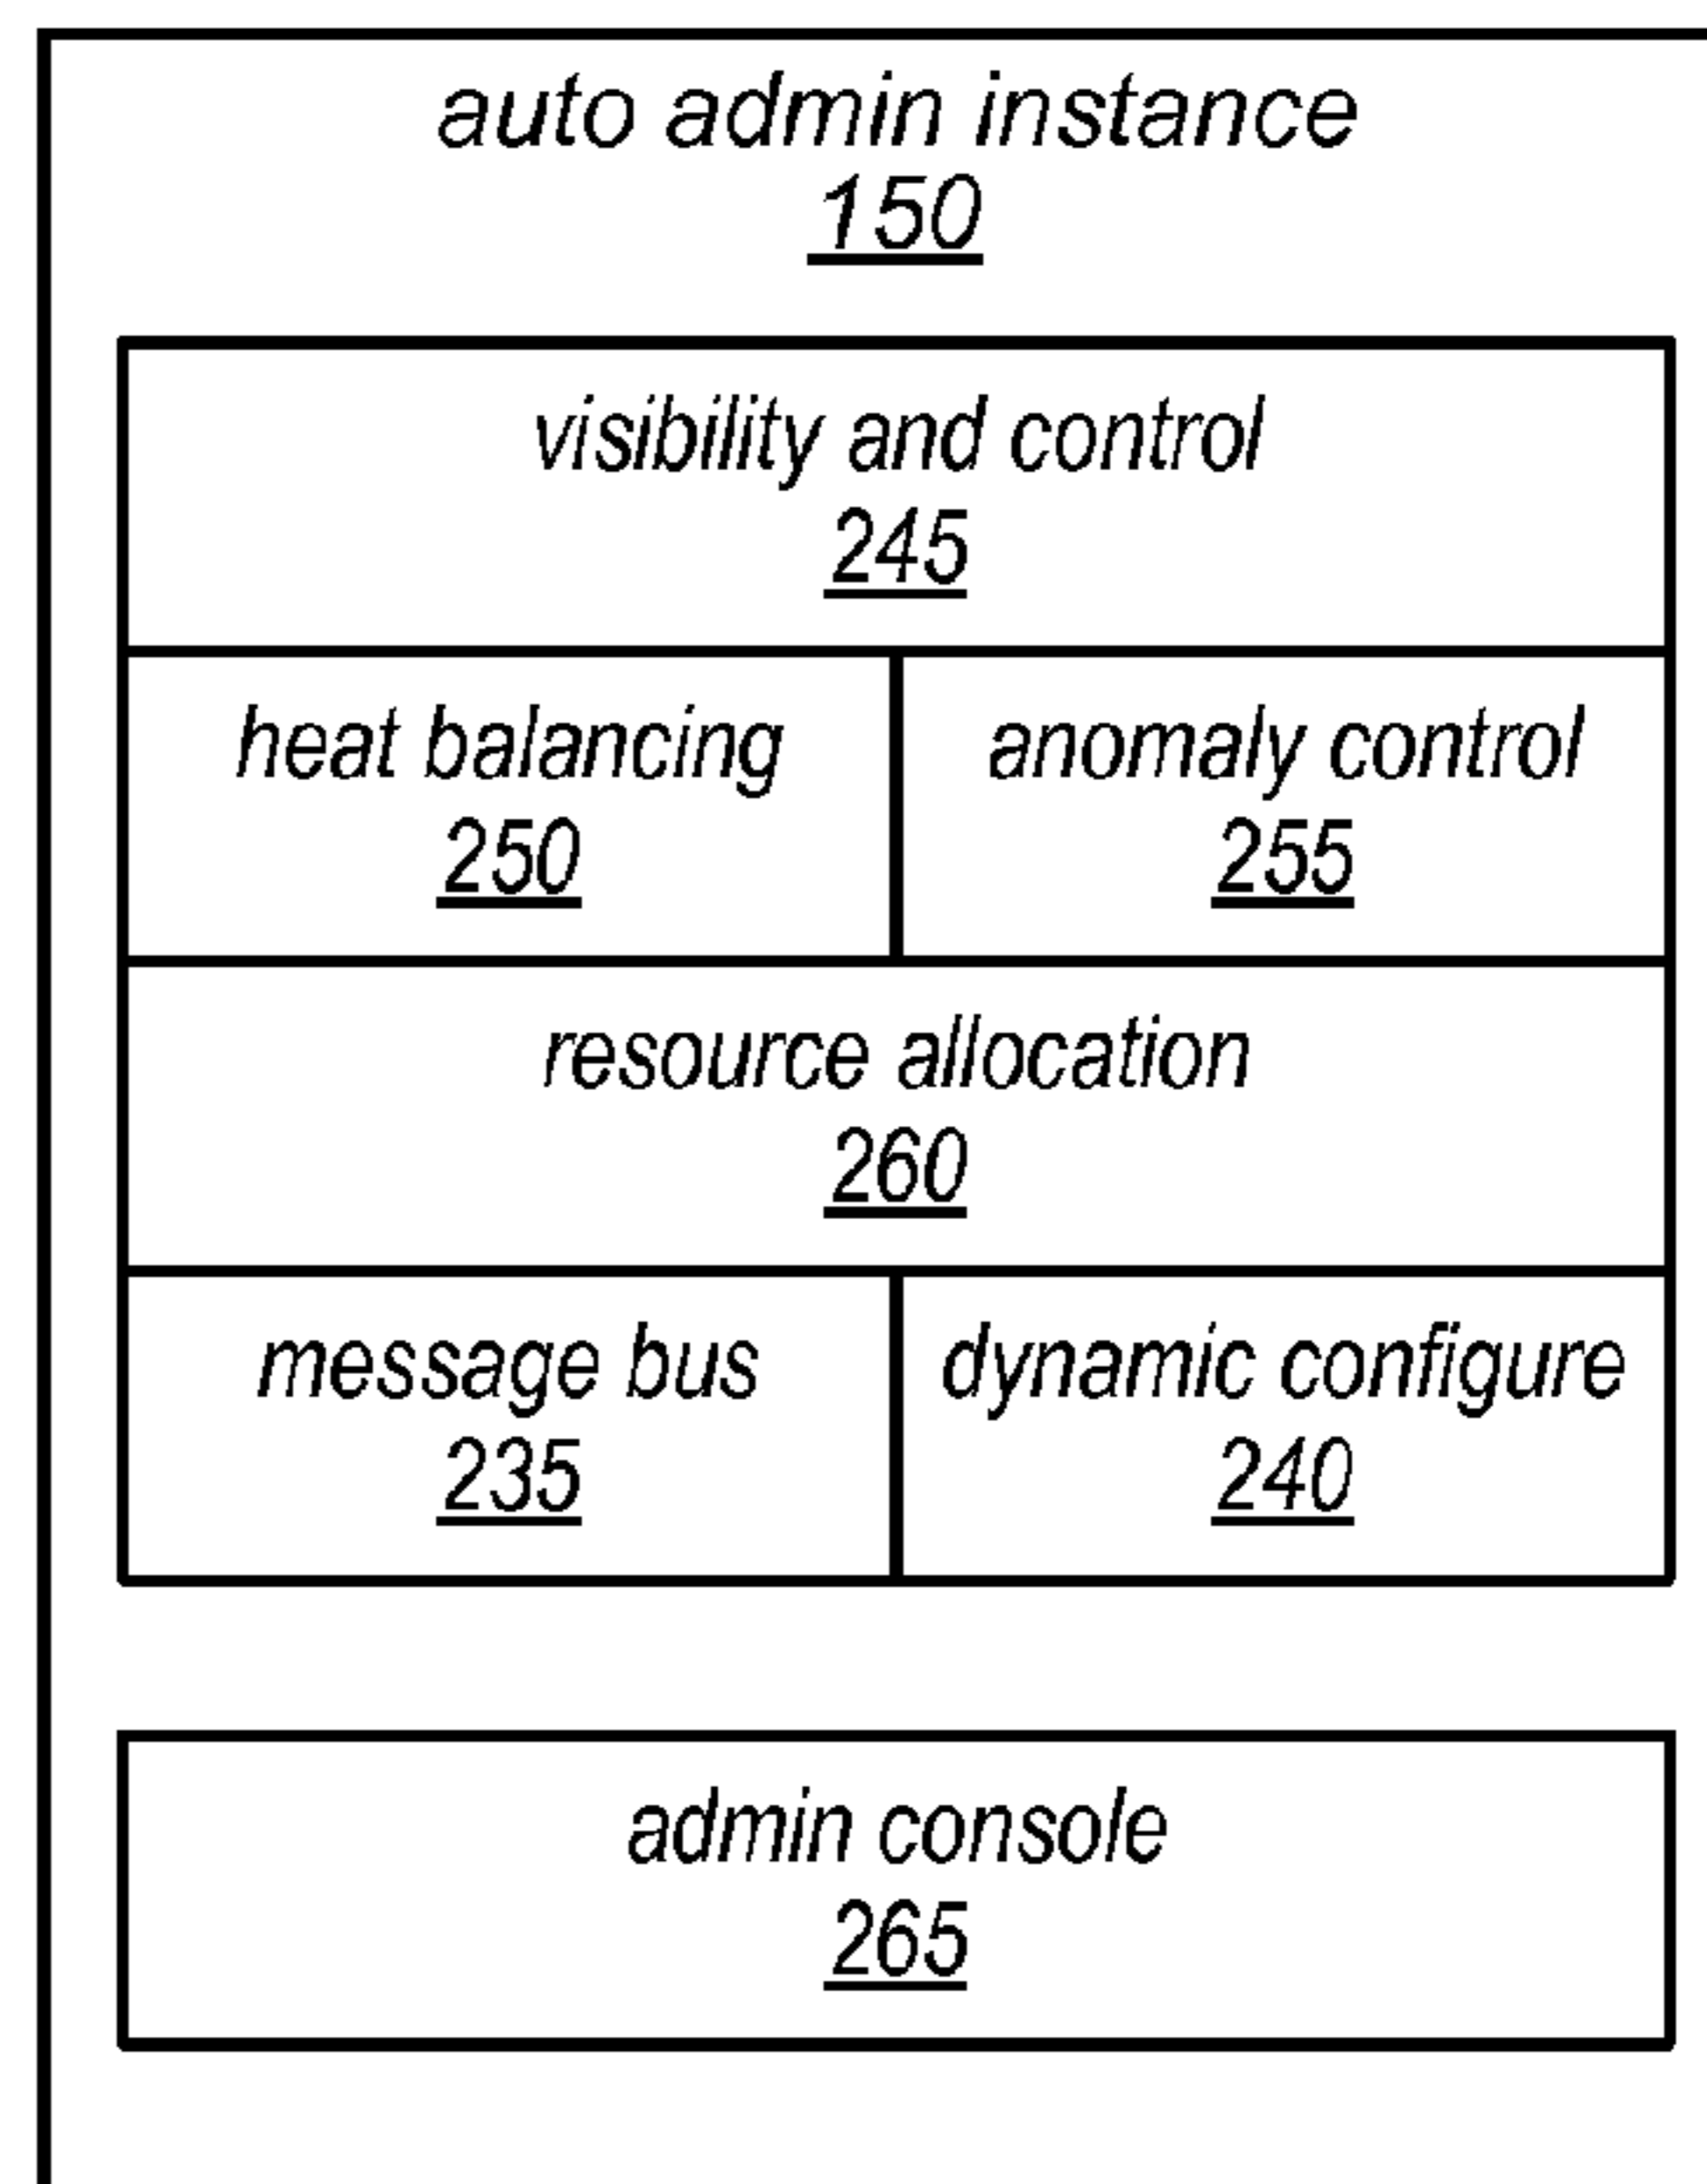 auto admin instance
150
visibility and control
245
heat balancing
250
anomaly control
255
resource allocation
260
message bus
235
dynamic configure
240
admin console
265